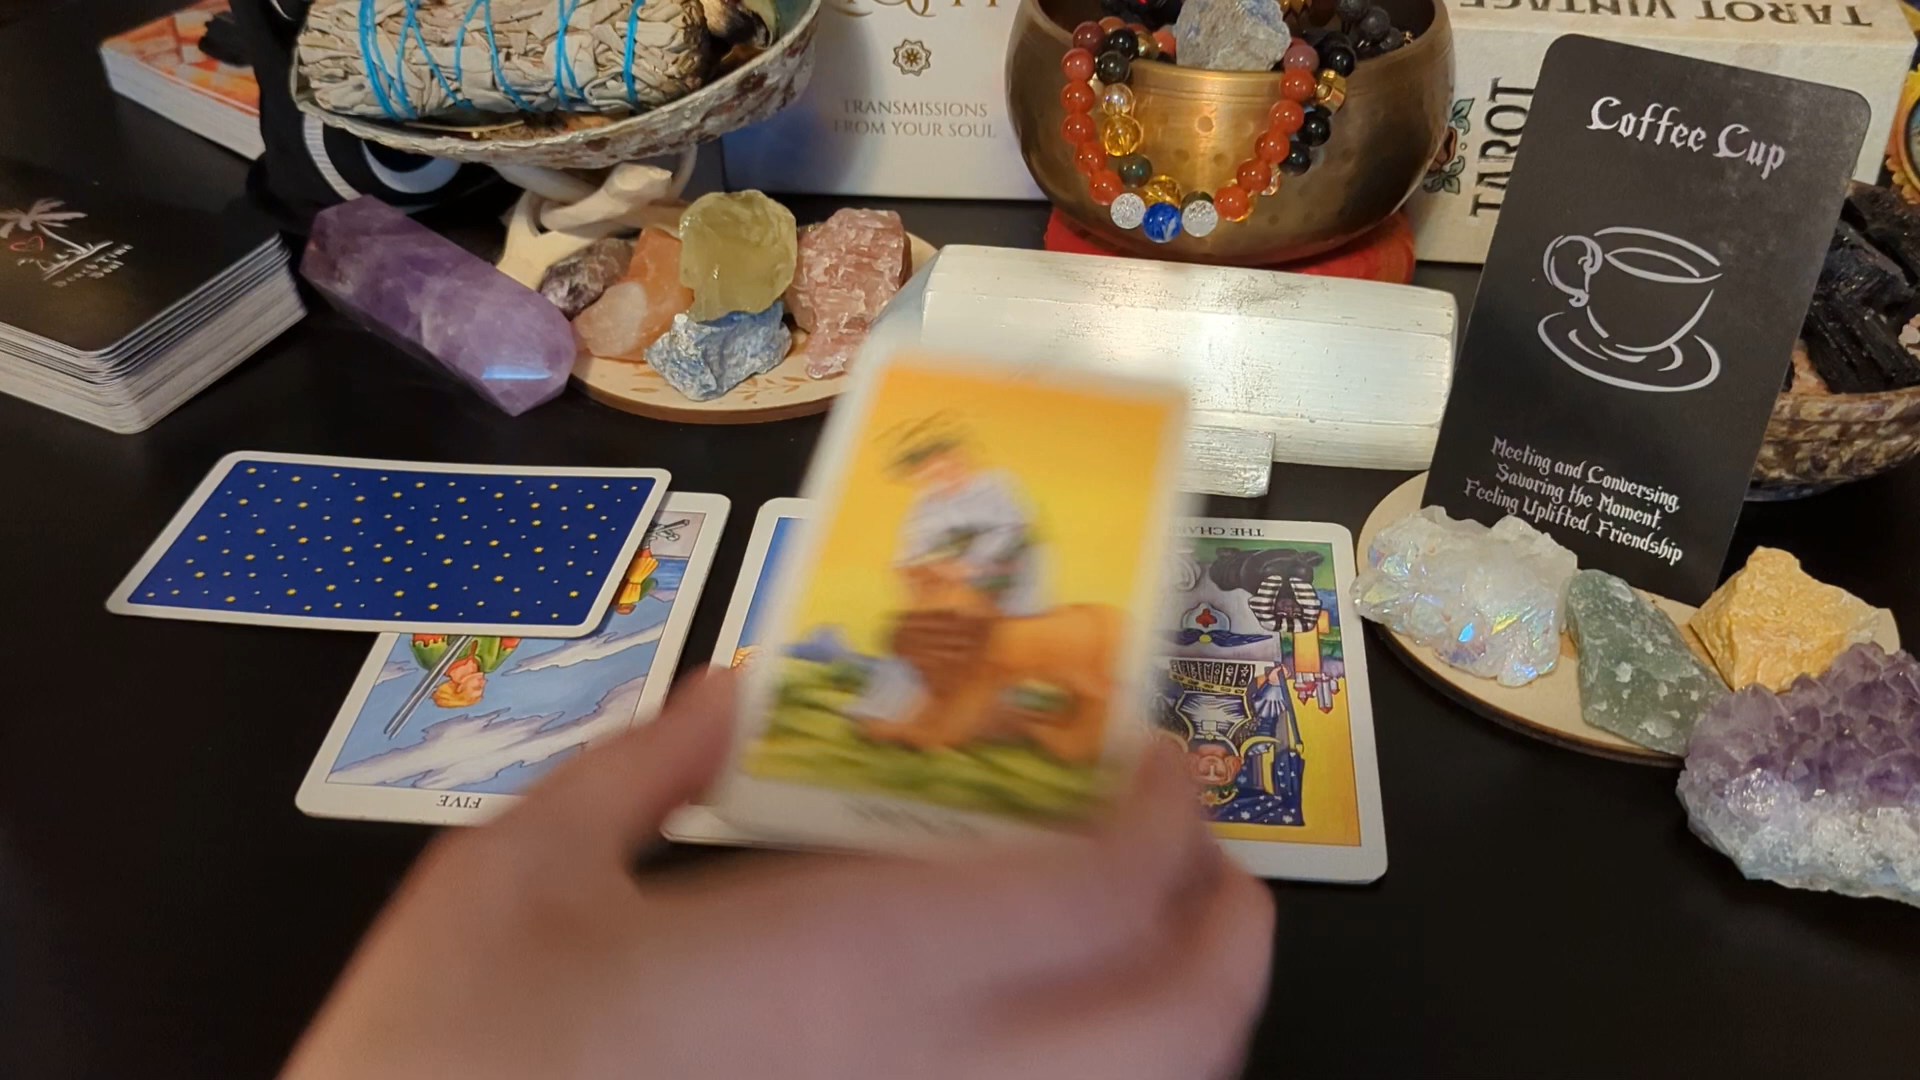 TRANSMISSIONS
FROM YOUR SOUL
TAROT VINTAGE
TAROT
Coffee Cup
Meeting and Conversing,
Savoring the Moment,
Feeling Uplifted, Friendship
THE CHA
FIVE